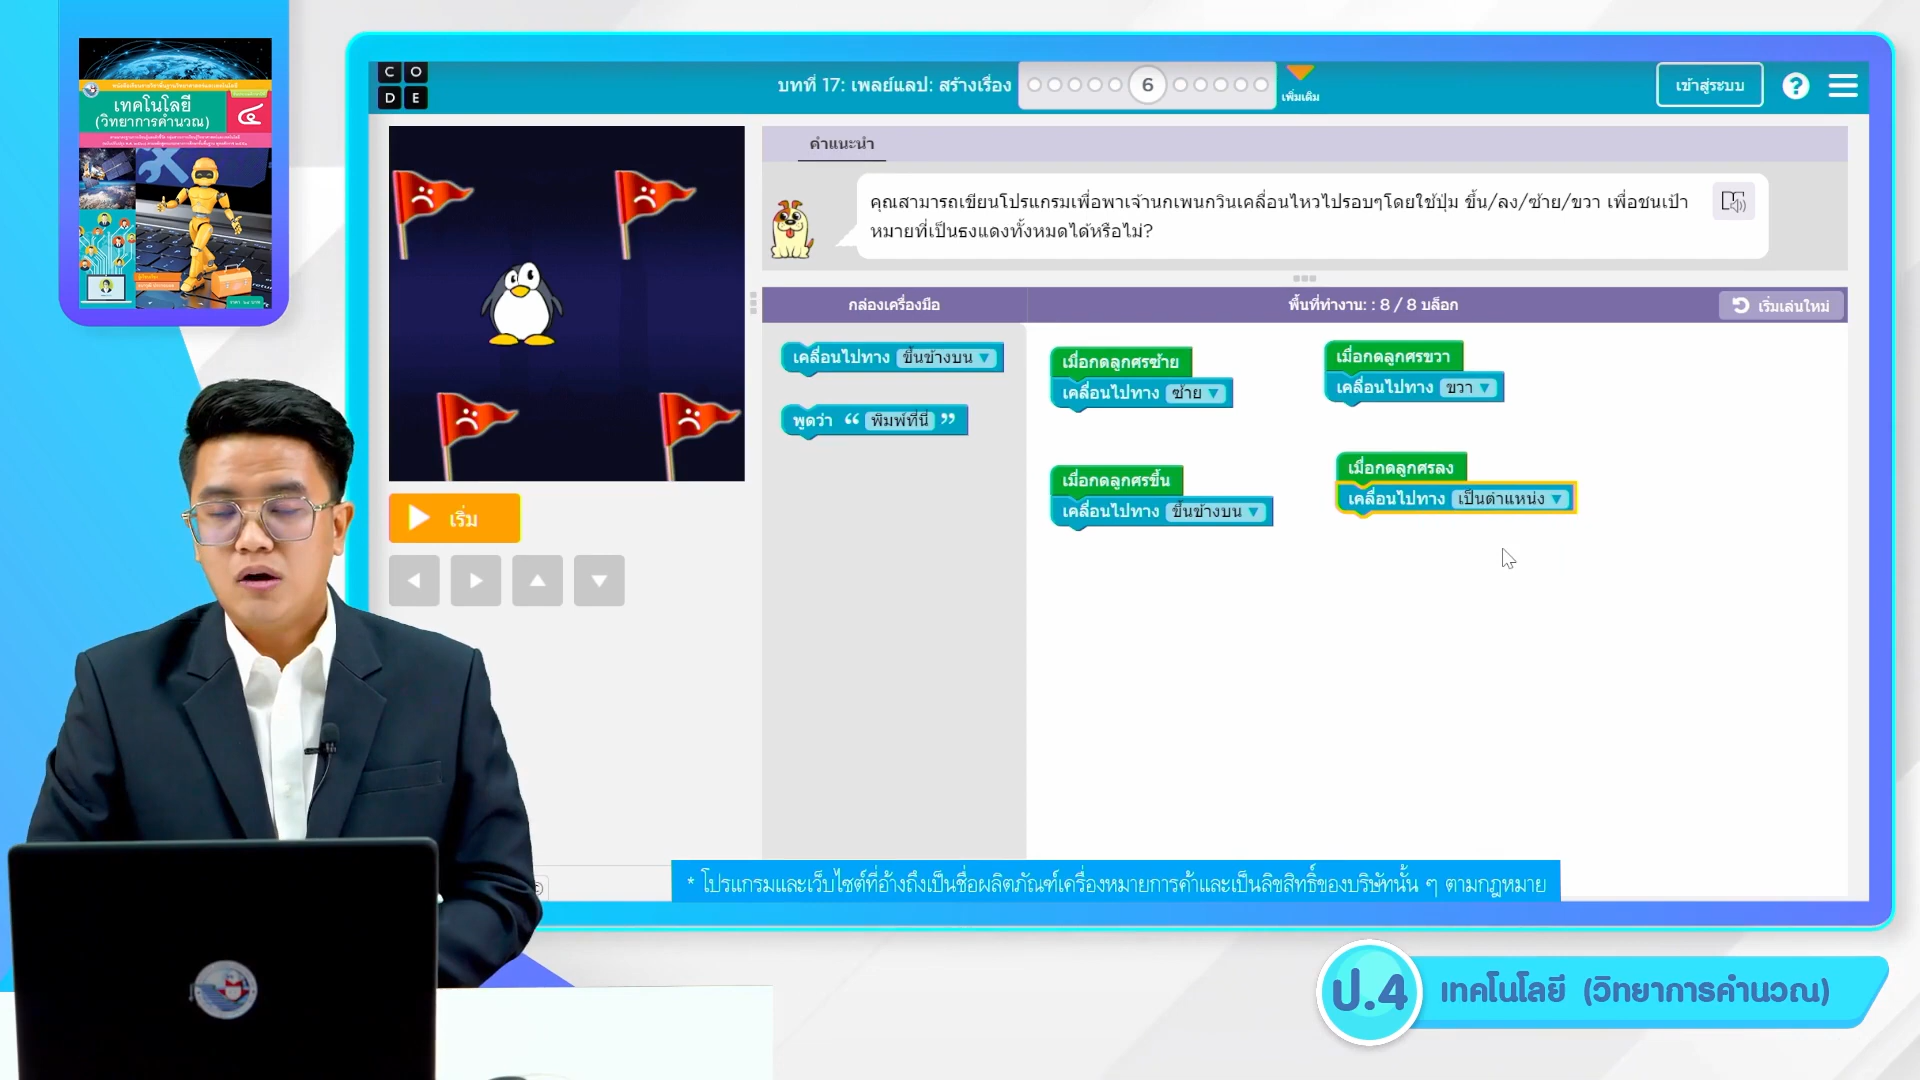 เทคโนโลยี
(วิทยาการคำนวณ)
๔
C O
D E
บทที่ 17: เพลย์แลป: สร้างเรื่อง
6
เพิ่มเติม
เข้าสู่ระบบ
?
คำแนะนำ
คุณสามารถเขียนโปรแกรมเพื่อพาเจ้านกเพนกวินเคลื่อนไหวไปรอบๆโดยใช้ปุ่ม ขึ้น/ลง/ซ้าย/ขวา เพื่อชนเป้า
หมายที่เป็นธงแดงทั้งหมดได้หรือไม่?
กล่องเครื่องมือ
พื้นที่ทำงาน: : 8 / 8 บล็อก
เริ่มเล่นใหม่
เคลื่อนไปทาง ขึ้นข้างบน
พูดว่า “ พิมพ์ที่นี่ ”
เมื่อกดลูกศรซ้าย
เคลื่อนไปทาง ซ้าย
เมื่อกดลูกศรขวา
เคลื่อนไปทาง ขวา
เมื่อกดลูกศรขึ้น
เคลื่อนไปทาง ขึ้นข้างบน
เมื่อกดลูกศรลง
เคลื่อนไปทาง เป็นตำแหน่ง
เริ่ม
* โปรแกรมและเว็บไซต์ที่อ้างถึงเป็นชื่อผลิตภัณฑ์เครื่องหมายการค้าและเป็นลิขสิทธิ์ของบริษัทนั้น ๆ ตามกฎหมาย
ป.4
เทคโนโลยี (วิทยาการคำนวณ)